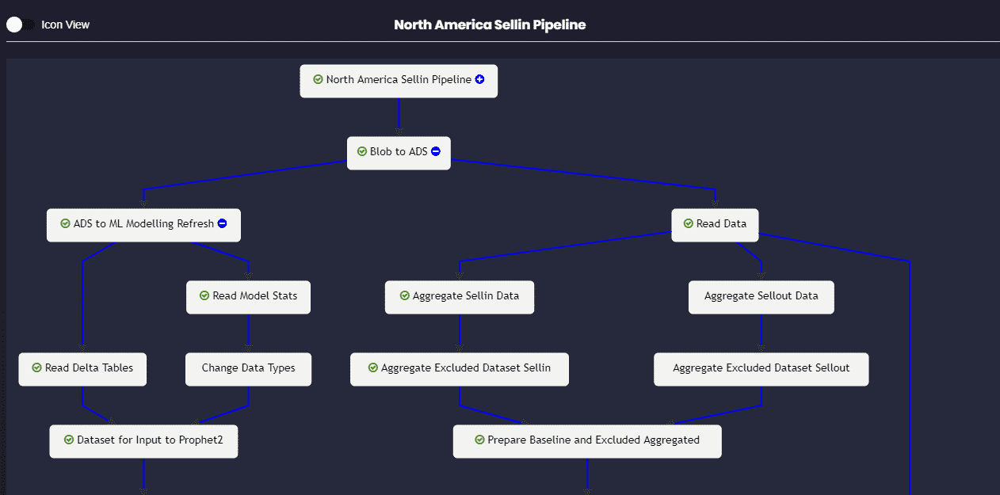 Icon View
North America Sellin Pipeline
North America Sellin Pipeline
Blob to ADS
ADS to ML Modelling Refresh
Read Data
Read Model Stats
Aggregate Sellin Data
Aggregate Sellout Data
Read Delta Tables
Change Data Types
Aggregate Excluded Dataset Sellin
Aggregate Excluded Dataset Sellout
Dataset for Input to Prophet2
Prepare Baseline and Excluded Aggregated